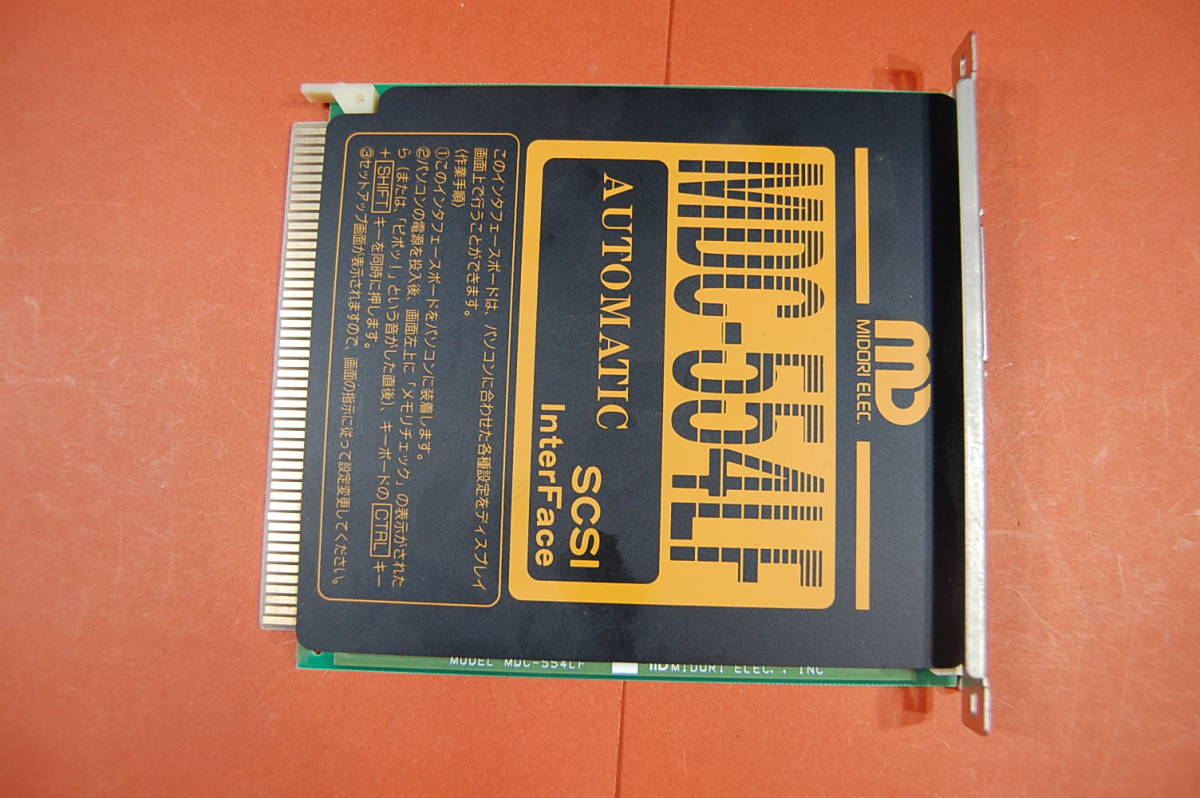 MIDORI ELEC.
MDC-554LF
AUTOMATIC
SCSI
InterFace
このインタフェースボードは、パソコンに合わせた各種設定をディスプレイ
画面上で行うことができます。
〈作業手順〉
①このインタフェースボードをパソコンに装着します。
②パソコンの電源を投入後、画面左上に「メモリチェック」の表示がされた
ら(または、「ピポッ!」という音がした直後)、キーボードの CTRL キー
+ SHIFT キーを同時に押します。
③セットアップ画面が表示されますので、画面の指示に従って設定変更してください。
MODEL MDC-554LF MIDORI ELEC., INC